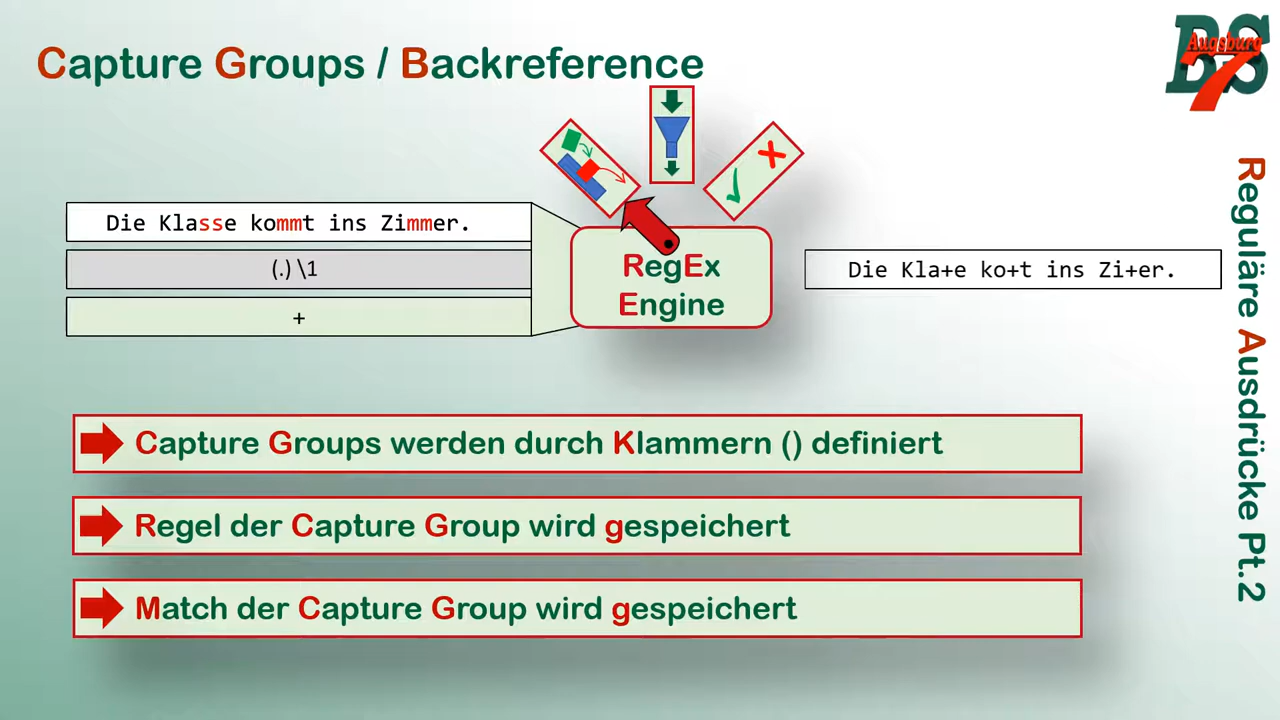 Capture Groups / Backreference
BS
Augsburg
7
Die Klasse kommt ins Zimmer.
(.) \1
+
RegEx
Engine
Die Kla+e ko+t ins Zi+er.
Capture Groups werden durch Klammern () definiert
Regel der Capture Group wird gespeichert
Match der Capture Group wird gespeichert
Reguläre Ausdrücke Pt.2